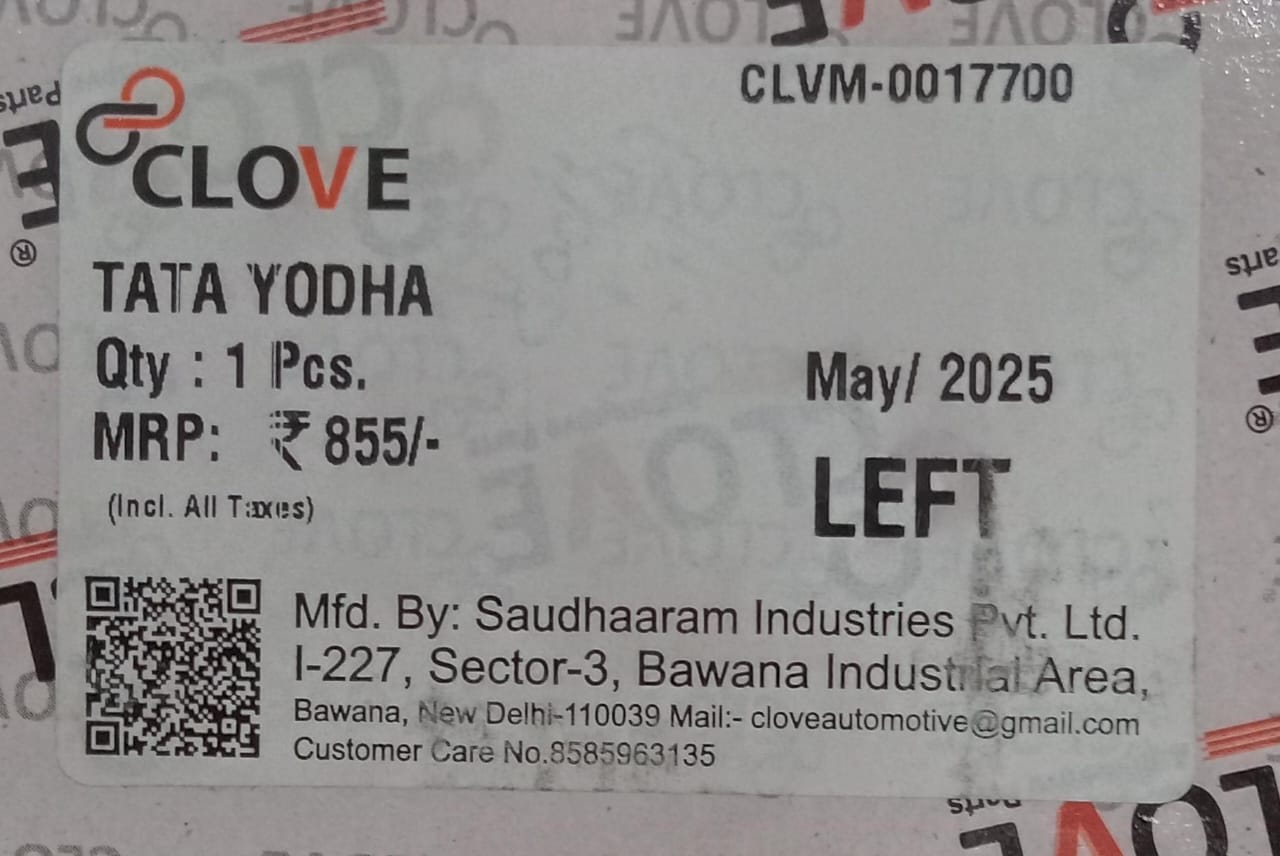 CLVM-0017700
CLOVE
TATA YODHA
Qty : 1 Pcs.
May/ 2025
MRP: ₹ 855/-
LEFT
(Incl. All Taxes)
Mfd. By: Saudhaaram Industries Pvt. Ltd.
I-227, Sector-3, Bawana Industrial Area,
Bawana, New Delhi-110039 Mail:- cloveautomotive@gmail.com
Customer Care No.8585963135